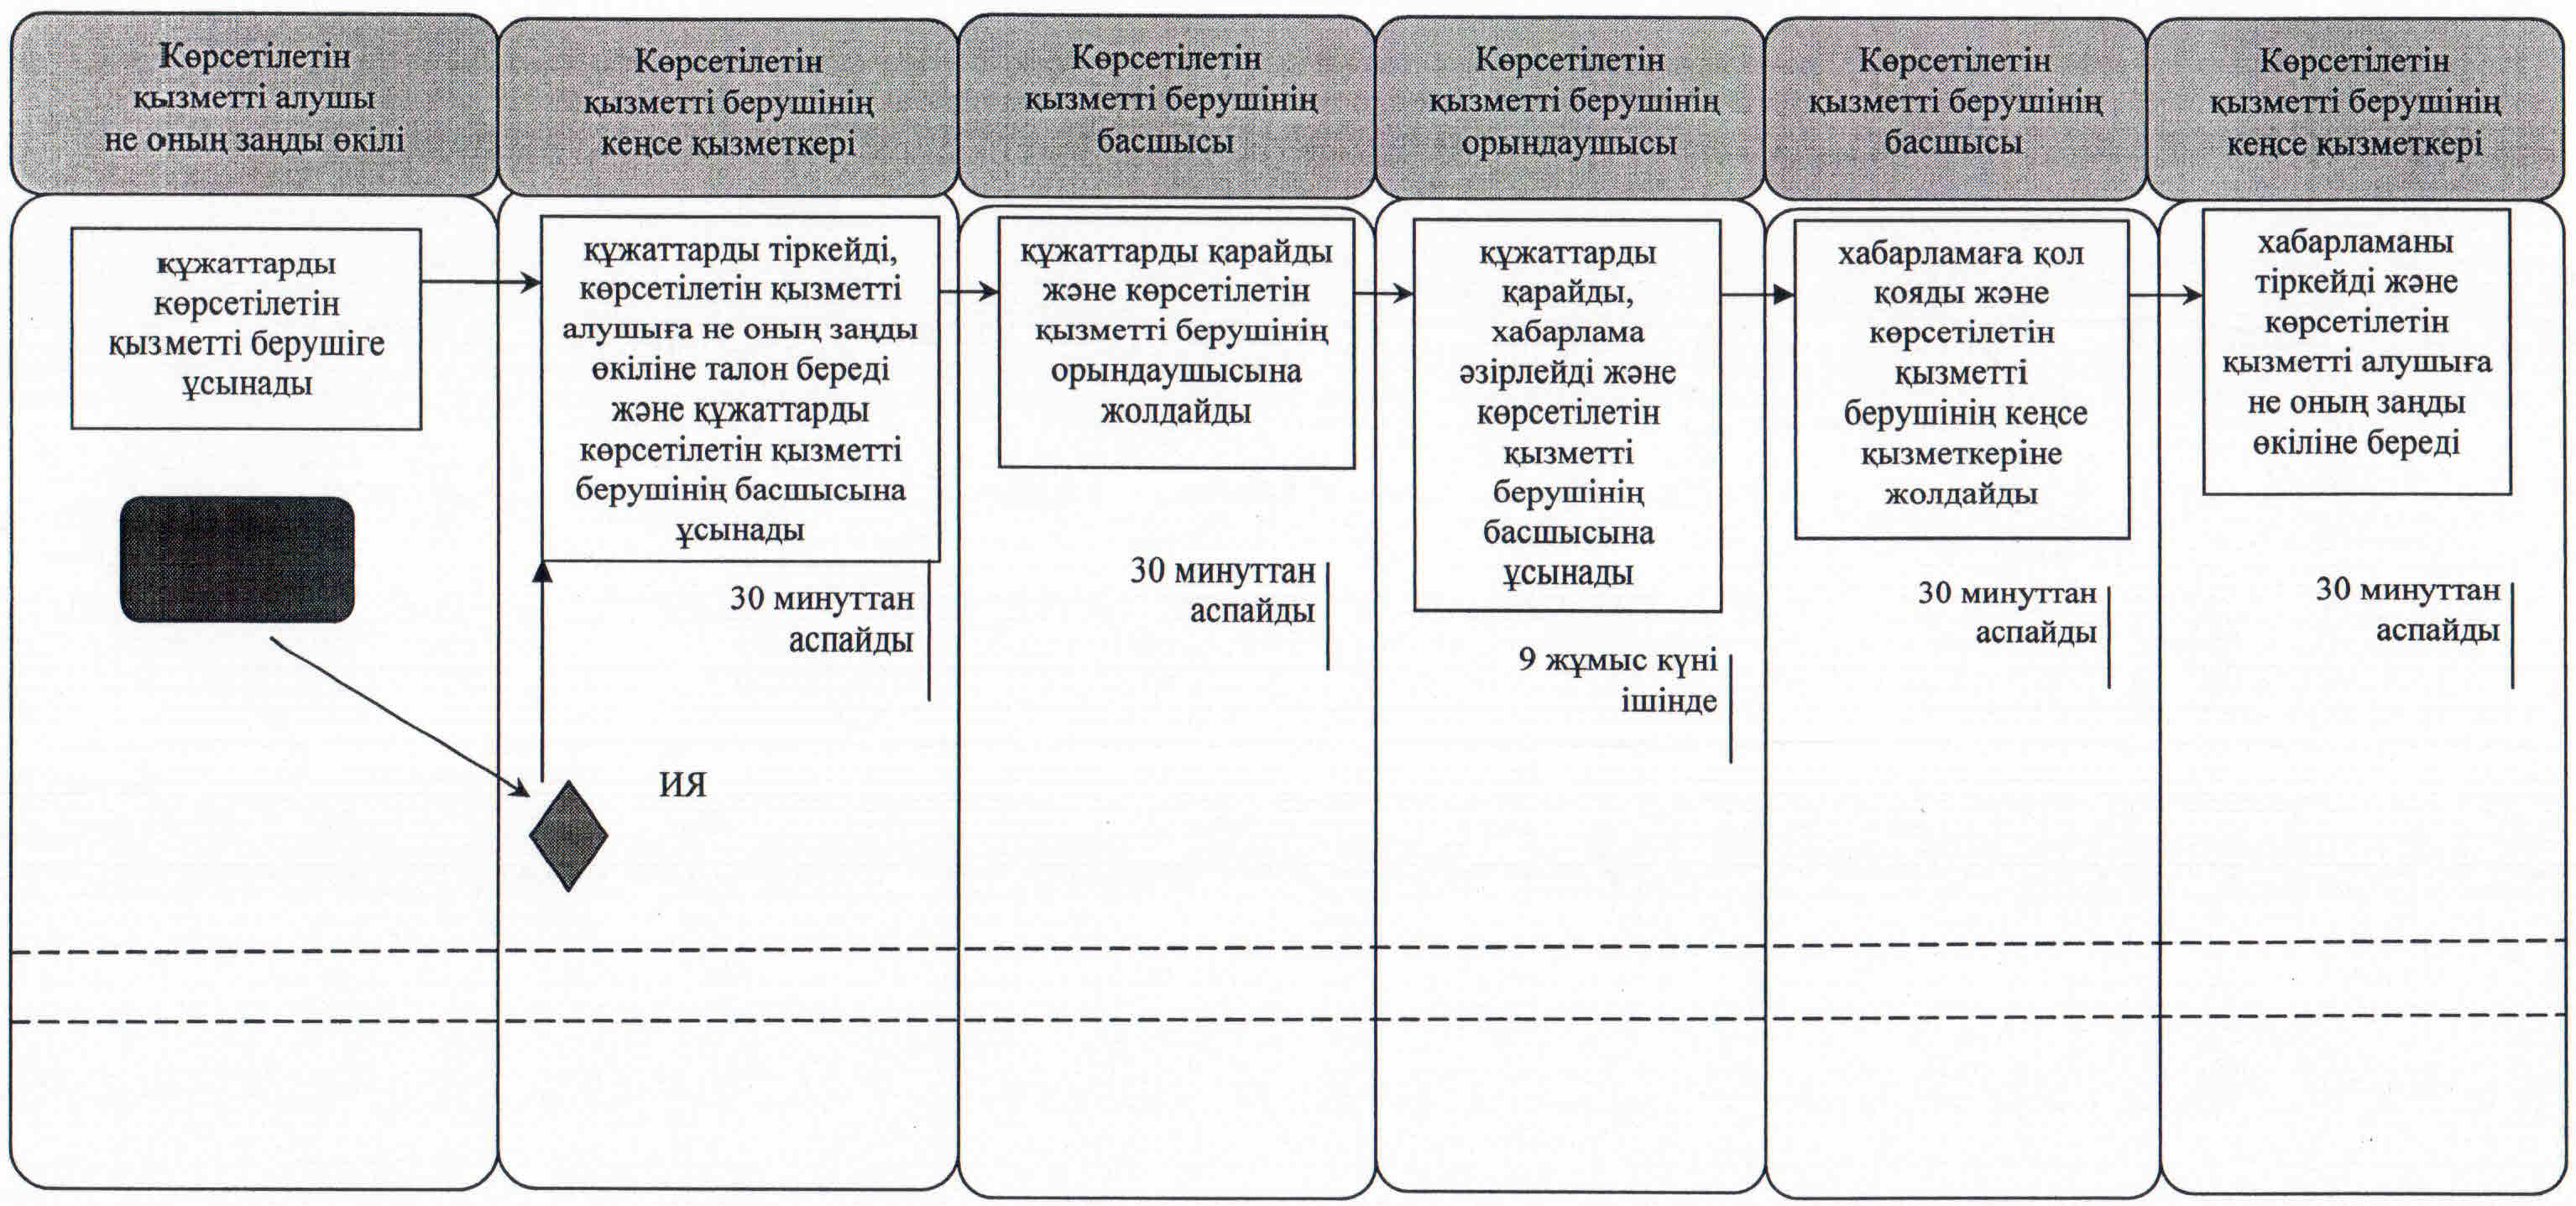 Көрсетілетін
қызметті алушы
не оның заңды өкілі
Көрсетілетін
қызметті берушінің
кеңсе қызметкері
Көрсетілетін
қызметті берушінің
басшысы
Көрсетілетін
қызметті берушінің
орындаушысы
Көрсетілетін
қызметті берушінің
басшысы
Көрсетілетін
қызметті берушінің
кеңсе қызметкері
құжаттарды
көрсетілетін
қызметті берушіге
ұсынады
құжаттарды тіркейді,
көрсетілетін қызметті
алушыға не оның заңды
өкіліне талон береді
және құжаттарды
көрсетілетін қызметті
берушінің басшысына
ұсынады
30 минуттан
аспайды
ИЯ
құжаттарды қарайды
және көрсетілетін
қызметті берушінің
орындаушысына
жолдайды
30 минуттан
аспайды
құжаттарды
қарайды,
хабарлама
әзірлейді және
көрсетілетін
қызметті
берушінің
басшысына
ұсынады
9 жұмыс күні
ішінде
хабарламаға қол
қояды және
көрсетілетін
қызметті
берушінің кеңсе
қызметкеріне
жолдайды
30 минуттан
аспайды
хабарламаны
тіркейді және
көрсетілетін
қызметті алушыға
не оның заңды
өкіліне береді
30 минуттан
аспайды